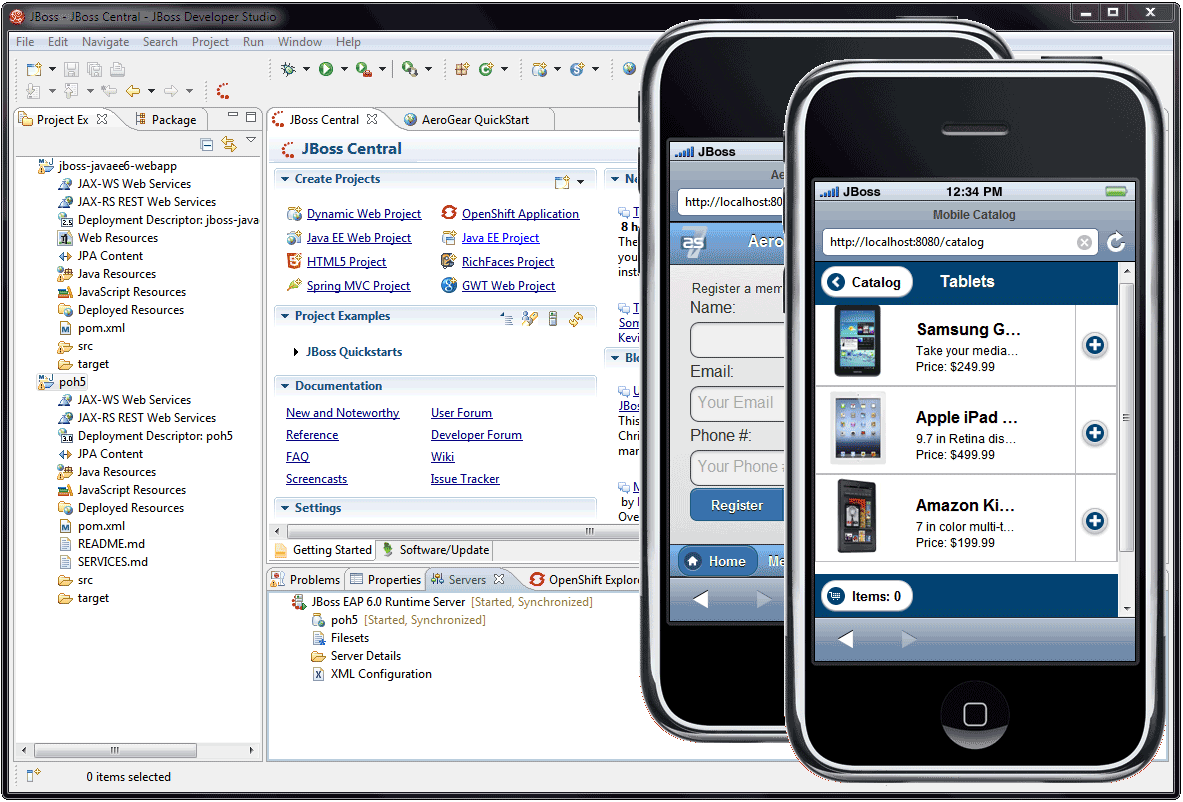 JBoss - JBoss Central - JBoss Developer Studio
File Edit Navigate Search Project Run Window Help
Project Ex
Package
jboss-javaee6-webapp
JAX-WS Web Services
JAX-RS REST Web Services
Deployment Descriptor: jboss-java
Web Resources
JPA Content
Java Resources
JavaScript Resources
Deployed Resources
pom.xml
src
target
poh5
JAX-WS Web Services
JAX-RS REST Web Services
Deployment Descriptor: poh5
JPA Content
Java Resources
JavaScript Resources
Deployed Resources
pom.xml
README.md
SERVICES.md
src
target
0 items selected
JBoss Central
AeroGear QuickStart
JBoss Central
Create Projects
Dynamic Web Project OpenShift Application
Java EE Web Project Java EE Project
HTML5 Project RichFaces Project
Spring MVC Project GWT Web Project
Project Examples
JBoss Quickstarts
Documentation
New and Noteworthy User Forum
Reference Developer Forum
FAQ Wiki
Screencasts Issue Tracker
Settings
8 h
The
you
inst
Som
Kevi
Bl
JBos
This
Chri
mar
by
Ove
Getting Started Software/Update
Problems Properties Servers OpenShift Explore
JBoss EAP 6.0 Runtime Server [Started, Synchronized]
poh5 [Started, Synchronized]
Filesets
Server Details
XML Configuration
JBoss
Ae
http://localhost:80
as7
Aero
Register a mem
Name:
Email:
Your Email
Phone #:
Your Phone #
Register
Home Me
JBoss 12:34 PM
Mobile Catalog
http://localhost:8080/catalog
Catalog Tablets
Samsung G...
Take your media...
Price: $249.99
Apple iPad ...
9.7 in Retina dis...
Price: $499.99
Amazon Ki...
7 in color multi-t...
Price: $199.99
Items: 0